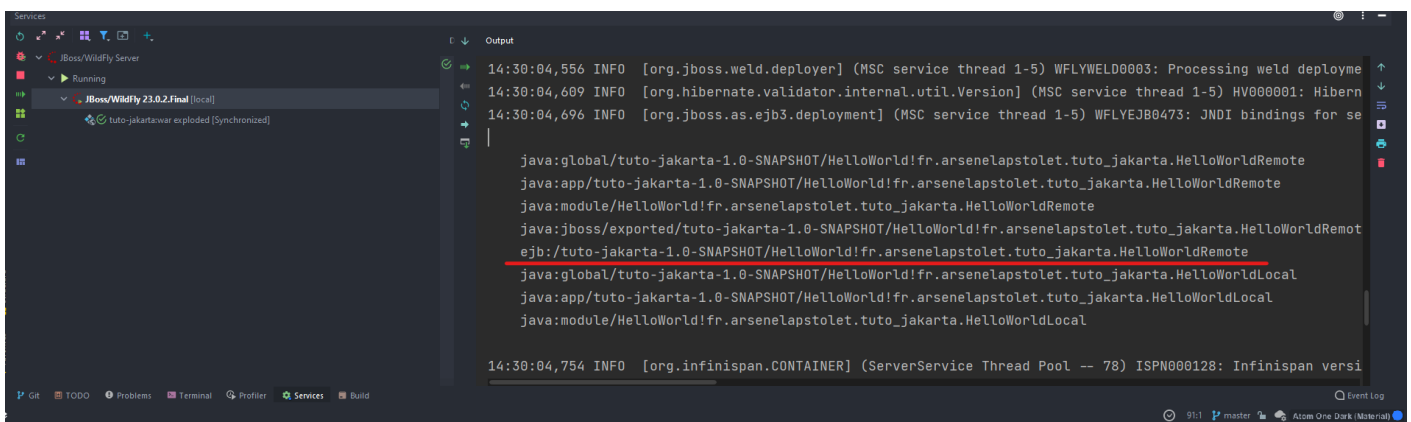 Services
JBoss/WildFly Server
Running
JBoss/WildFly 23.0.2.Final [local]
tuto-jakarta:war exploded [Synchronized]
Output
14:30:04,556 INFO [org.jboss.weld.deployer] (MSC service thread 1-5) WFLYWELD0003: Processing weld deployme
14:30:04,609 INFO [org.hibernate.validator.internal.util.Version] (MSC service thread 1-5) HV000001: Hibern
14:30:04,696 INFO [org.jboss.as.ejb3.deployment] (MSC service thread 1-5) WFLYEJB0473: JNDI bindings for se
java:global/tuto-jakarta-1.0-SNAPSHOT/HelloWorld!fr.arsenelapstolet.tuto_jakarta.HelloWorldRemote
java:app/tuto-jakarta-1.0-SNAPSHOT/HelloWorld!fr.arsenelapstolet.tuto_jakarta.HelloWorldRemote
java:module/HelloWorld!fr.arsenelapstolet.tuto_jakarta.HelloWorldRemote
java:jboss/exported/tuto-jakarta-1.0-SNAPSHOT/HelloWorld!fr.arsenelapstolet.tuto_jakarta.HelloWorldRemot
ejb:/tuto-jakarta-1.0-SNAPSHOT/HelloWorld!fr.arsenelapstolet.tuto_jakarta.HelloWorldRemote
java:global/tuto-jakarta-1.0-SNAPSHOT/HelloWorld!fr.arsenelapstolet.tuto_jakarta.HelloWorldLocal
java:app/tuto-jakarta-1.0-SNAPSHOT/HelloWorld!fr.arsenelapstolet.tuto_jakarta.HelloWorldLocal
java:module/HelloWorld!fr.arsenelapstolet.tuto_jakarta.HelloWorldLocal
14:30:04,754 INFO [org.infinispan.CONTAINER] (ServerService Thread Pool -- 78) ISPN000128: Infinispan versi
Git TODO Problems Terminal Profiler Services Build Event Log
91:1 master Atom One Dark (Material)